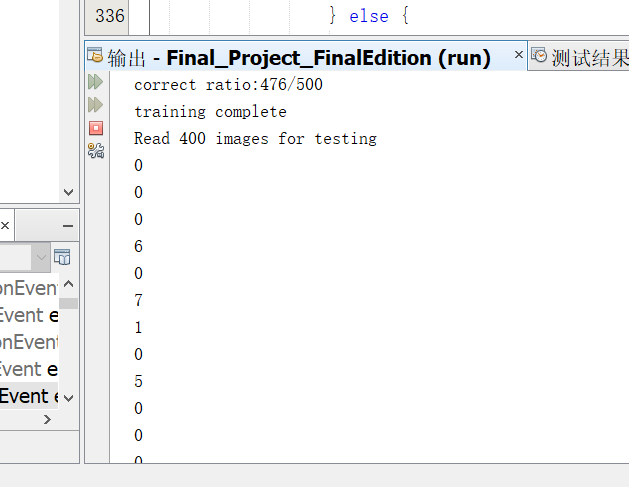 336
} else {
输出 - Final_Project_FinalEdition (run)
×
测试结果
correct ratio:476/500
training complete
Read 400 images for testing
0
0
0
6
0
7
1
0
5
0
0
0
×
onEven
Event e
onEvent
Event e
Event e